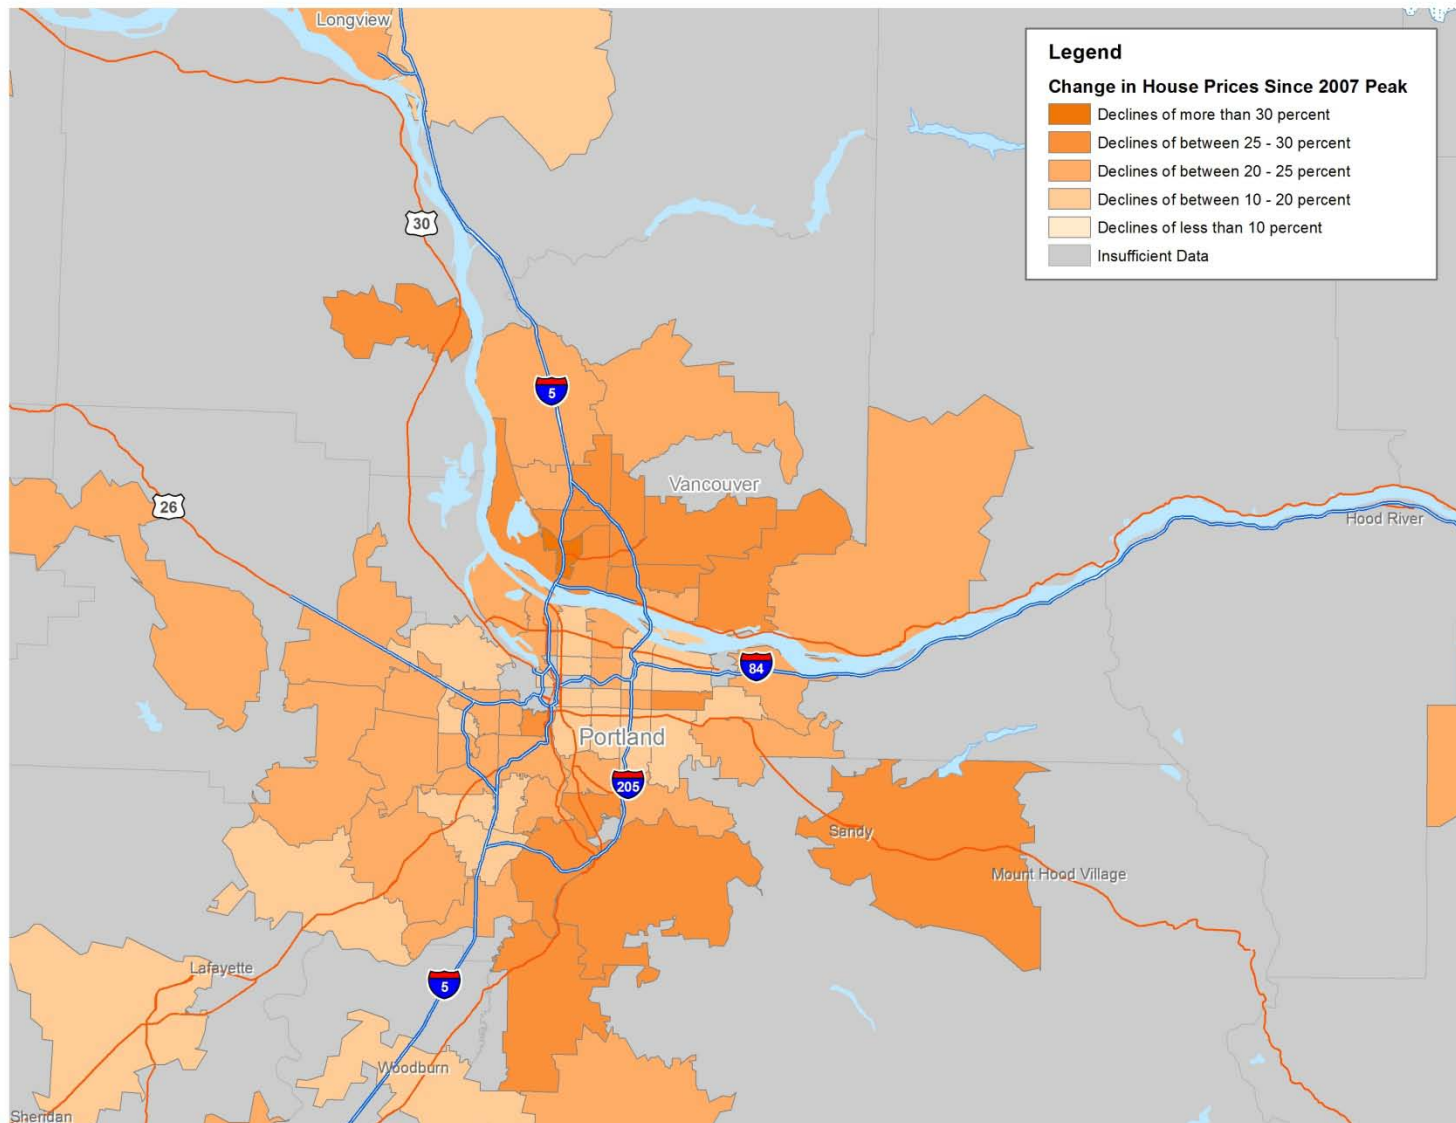 Longview
Legend
Change in House Prices Since 2007 Peak
Declines of more than 30 percent
Declines of between 25 - 30 percent
Declines of between 20 - 25 percent
Declines of between 10 - 20 percent
Declines of less than 10 percent
Insufficient Data
30
5
Vancouver
26
Hood River
84
Portland
205
Sandy
Mount Hood Village
Lafayette
5
Woodburn
Sheridan